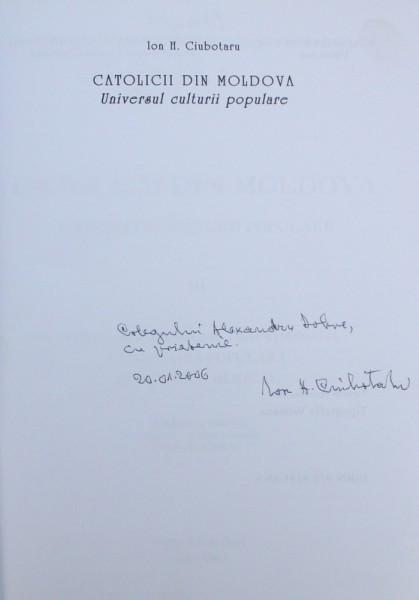 Ion H. Ciubotaru
CATOLICII DIN MOLDOVA
Universul culturii populare
Colegului Alexandru Dobre,
cu prietenie.
20.01.2006
Ion H. Ciubotaru